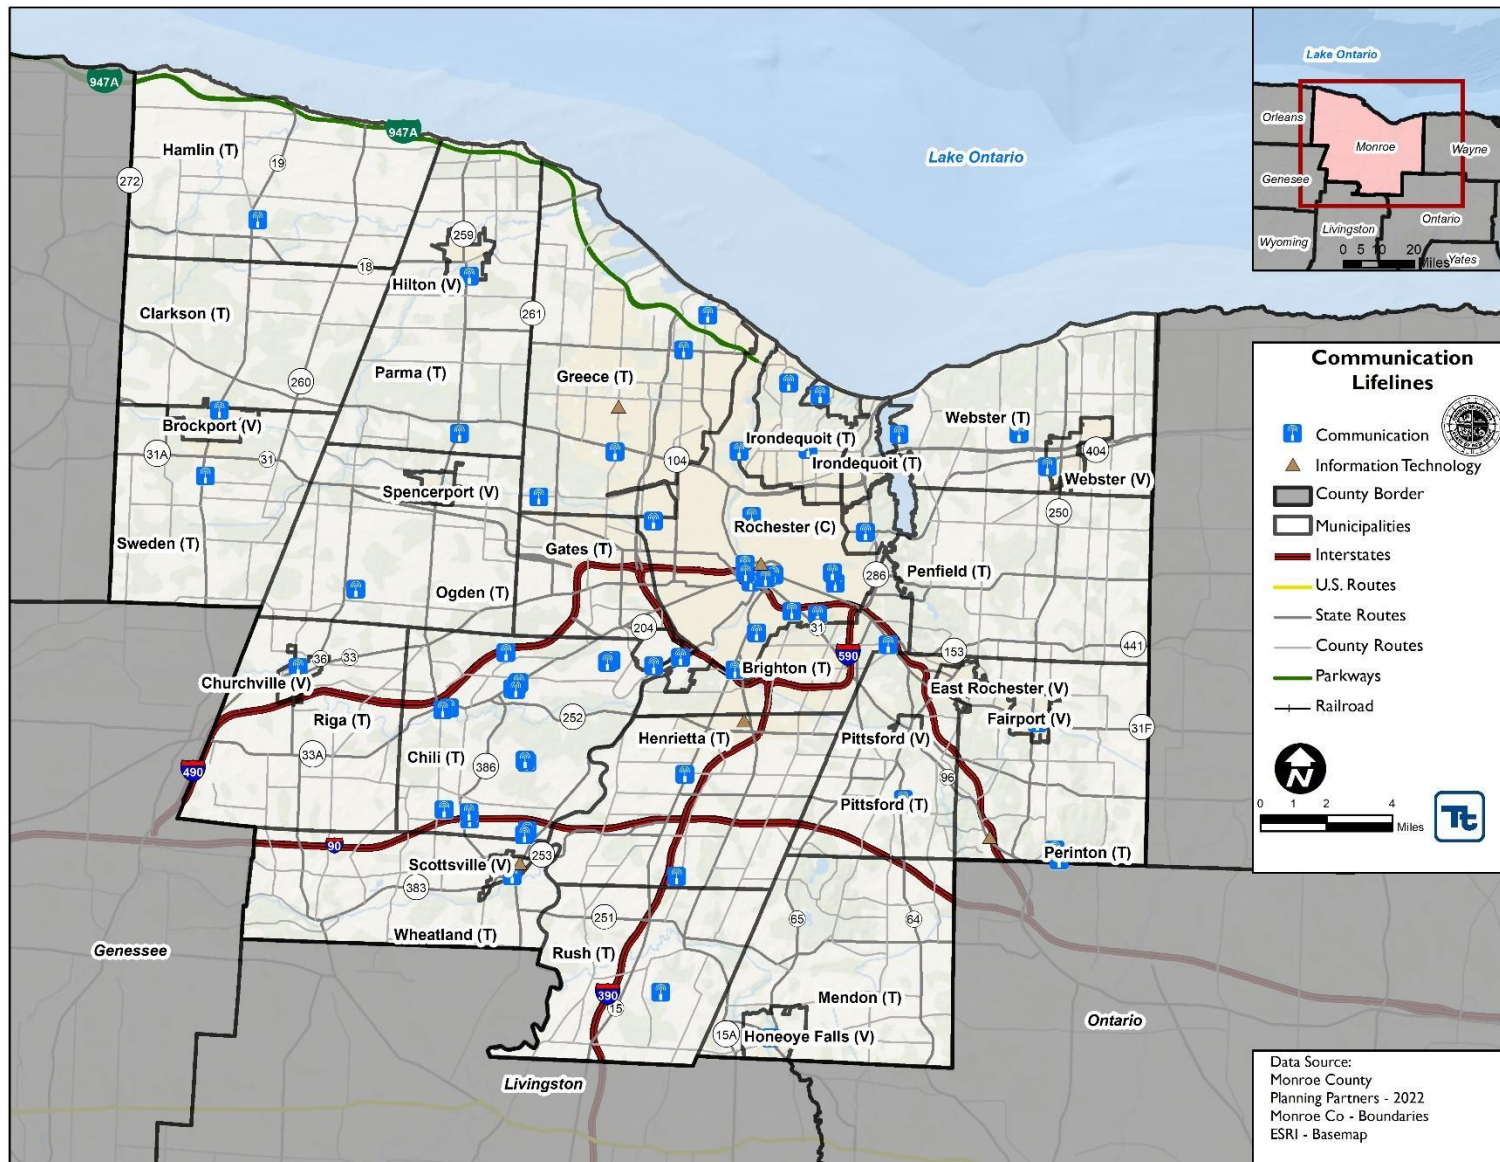 947A
947A
Hamlin (T)
19
272
259
18
Hilton (V)
Clarkson (T)
261
Lake Ontario
Parma (T)
Greece (T)
260
Brockport (V)
31A
31
Spencerport (V)
104
Irondequoit (T)
Irondequoit (T)
Webster (T)
404
Webster (V)
250
Rochester (C)
Sweden (T)
Gates (T)
Ogden (T)
286
Penfield (T)
204
31
36
33
Churchville (V)
Brighton (T)
590
153
441
East Rochester (V)
Fairport (V)
31F
Riga (T)
252
Henrietta (T)
Pittsford (V)
33A
Chili (T)
386
490
96
Pittsford (T)
90
Scottsville (V)
253
Perinton (T)
383
251
65
64
Wheatland (T)
Rush (T)
Genessee
390
15
Mendon (T)
15A
Honeoye Falls (V)
Ontario
Livingston
Lake Ontario
Orleans
Monroe
Wayne
Genesee
Ontario
Livingston
Wyoming
0 5 10 20
Miles
Yates
Communication
Lifelines
Communication
Information Technology
County Border
Municipalities
Interstates
U.S. Routes
State Routes
County Routes
Parkways
Railroad
N
0 1 2 4
Miles
Tt
Data Source:
Monroe County
Planning Partners - 2022
Monroe Co - Boundaries
ESRI - Basemap